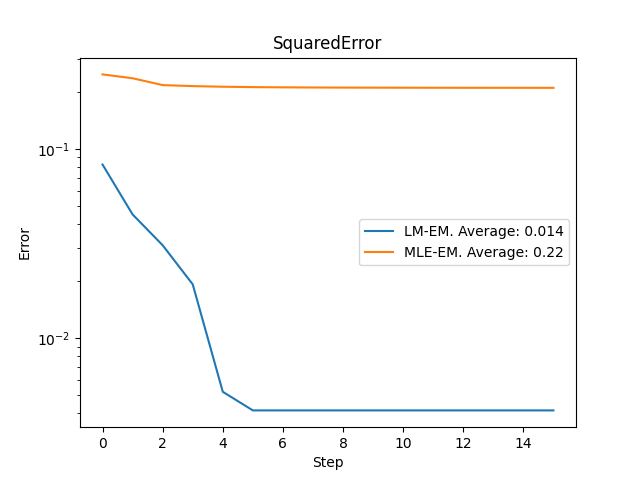 SquaredError
Error
10⁻¹
10⁻²
LM-EM. Average: 0.014
MLE-EM. Average: 0.22
0 2 4 6 8 10 12 14
Step